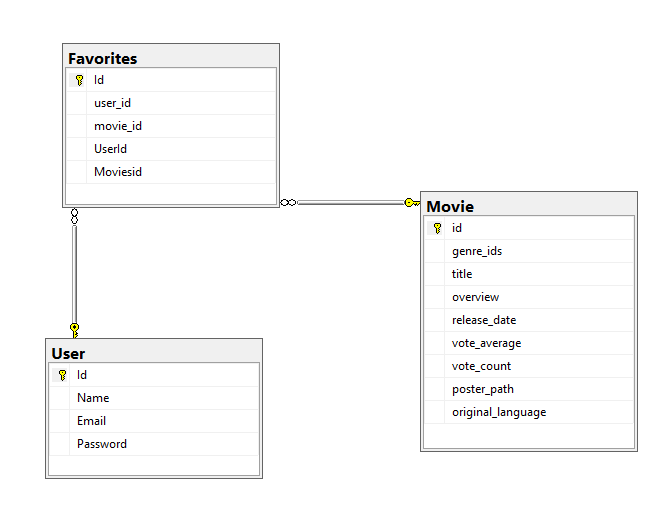 Favorites
Id
user_id
movie_id
UserId
Moviesid
Movie
id
genre_ids
title
overview
release_date
vote_average
vote_count
poster_path
original_language
User
Id
Name
Email
Password